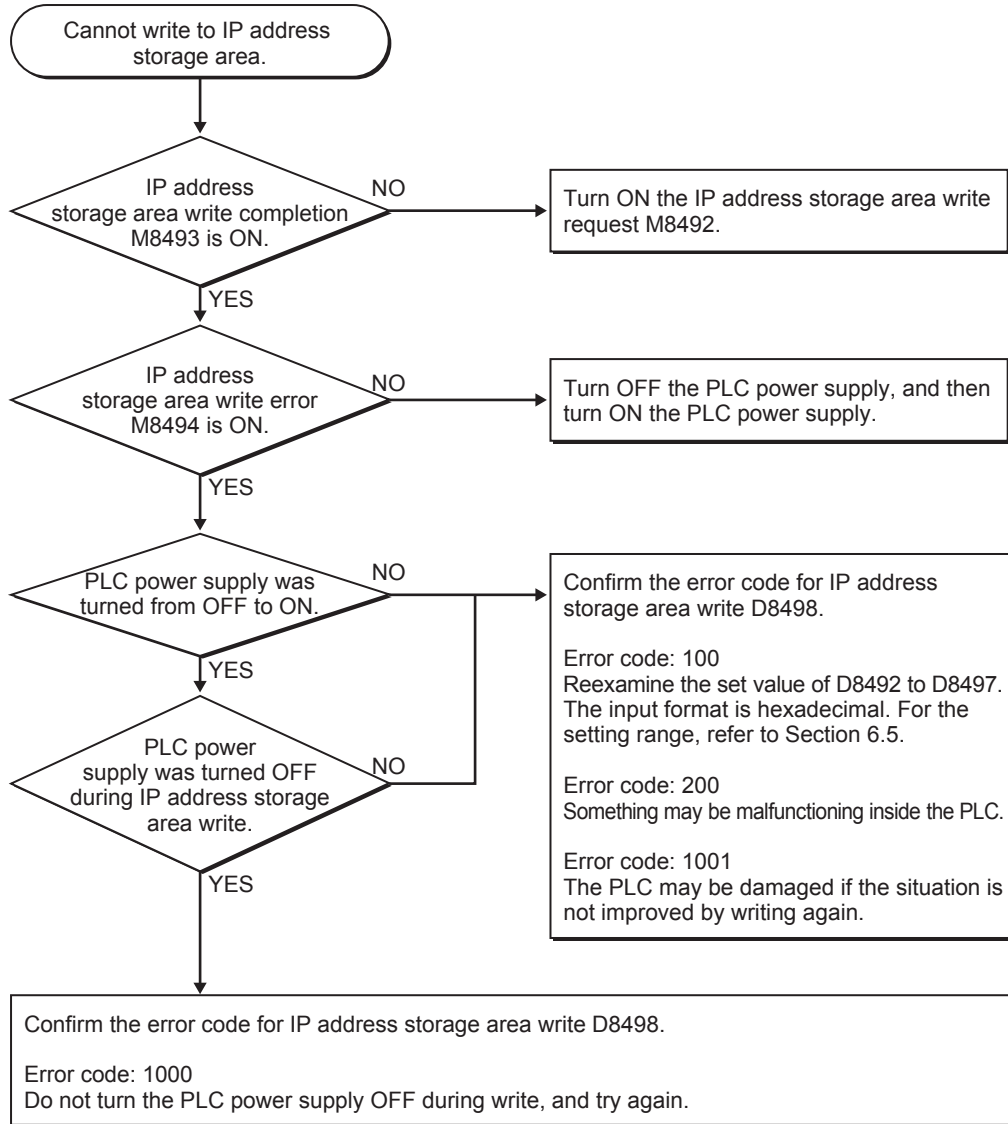 Cannot write to IP address
storage area.
IP address
storage area write completion
M8493 is ON.
NO
Turn ON the IP address storage area write
request M8492.
YES
IP address
storage area write error
M8494 is ON.
NO
Turn OFF the PLC power supply, and then
turn ON the PLC power supply.
YES
PLC power supply was
turned from OFF to ON.
NO
Confirm the error code for IP address
storage area write D8498.
Error code: 100
Reexamine the set value of D8492 to D8497.
The input format is hexadecimal. For the
setting range, refer to Section 6.5.
Error code: 200
Something may be malfunctioning inside the PLC.
Error code: 1001
The PLC may be damaged if the situation is
not improved by writing again.
YES
PLC power
supply was turned OFF
during IP address storage
area write.
NO
YES
Confirm the error code for IP address storage area write D8498.
Error code: 1000
Do not turn the PLC power supply OFF during write, and try again.